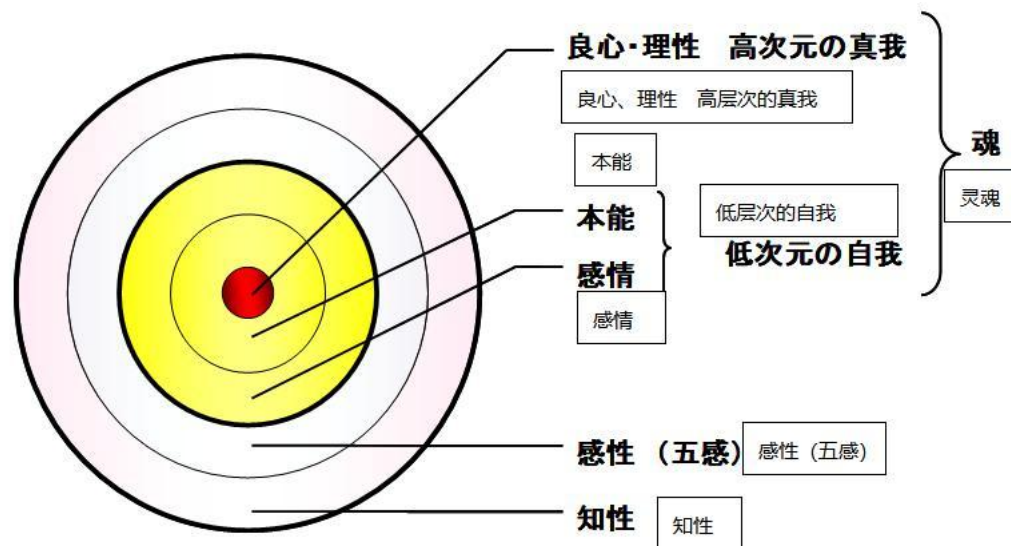 良心・理性　高次元の真我
良心、理性　高层次的真我
本能
本能
感情
感情
低层次的自我
低次元の自我
魂
灵魂
感性（五感）
感性（五感）
知性
知性